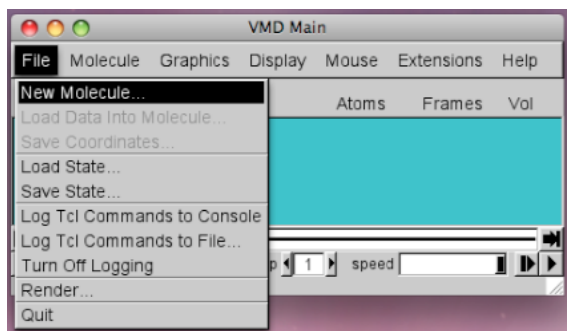 VMD Main
File Molecule Graphics Display Mouse Extensions Help
New Molecule...
Atoms Frames Vol
Load Data Into Molecule...
Save Coordinates...
Load State...
Save State...
Log Tcl Commands to Console
Log Tcl Commands to File...
Turn Off Logging
p 1 speed
Render...
Quit